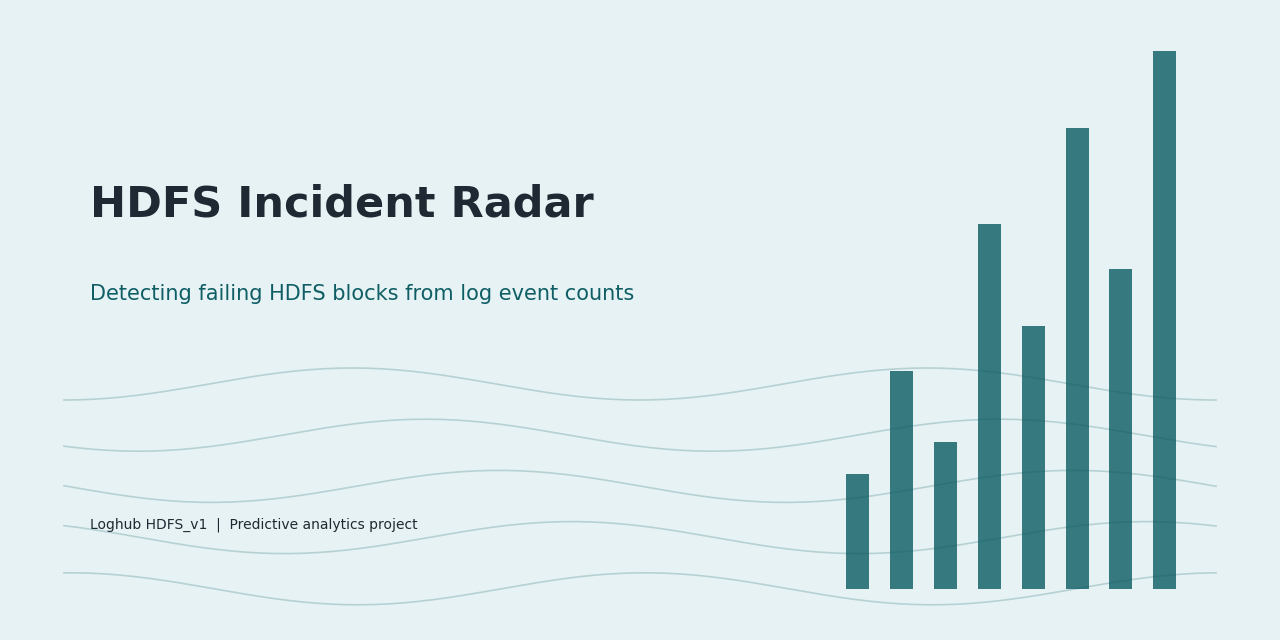 HDFS Incident Radar
Detecting failing HDFS blocks from log event counts
Loghub HDFS_v1 | Predictive analytics project